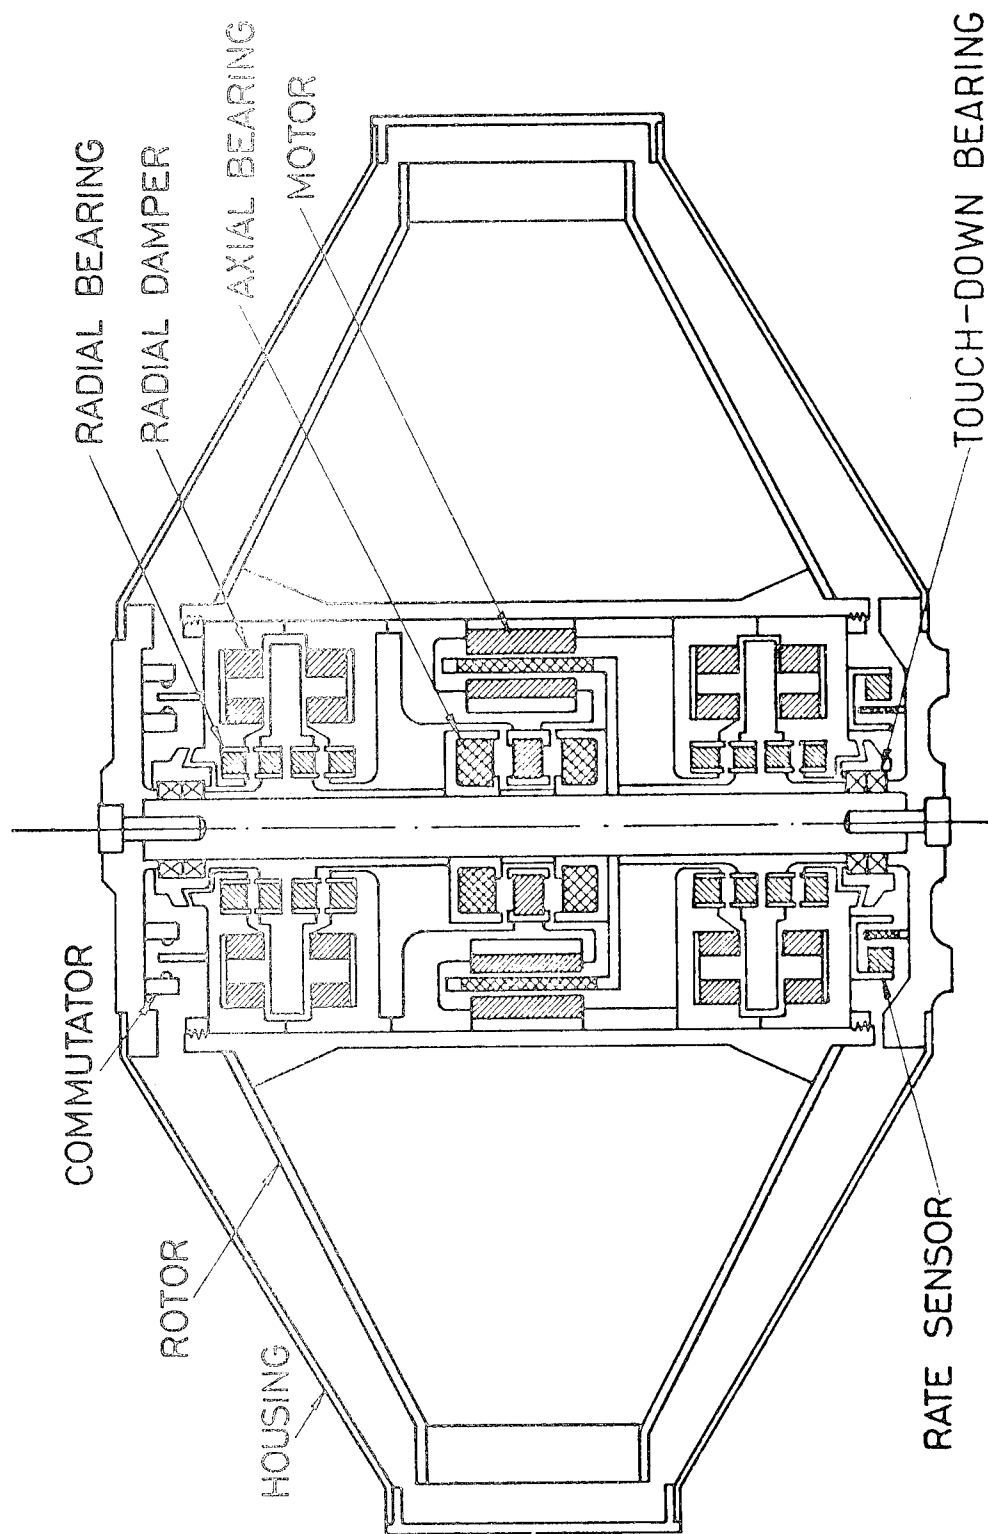 RADIAL BEARING
RADIAL DAMPER
AXIAL BEARING
MOTOR
COMMUTATOR
ROTOR
HOUSING
RATE SENSOR
TOUCH-DOWN BEARING